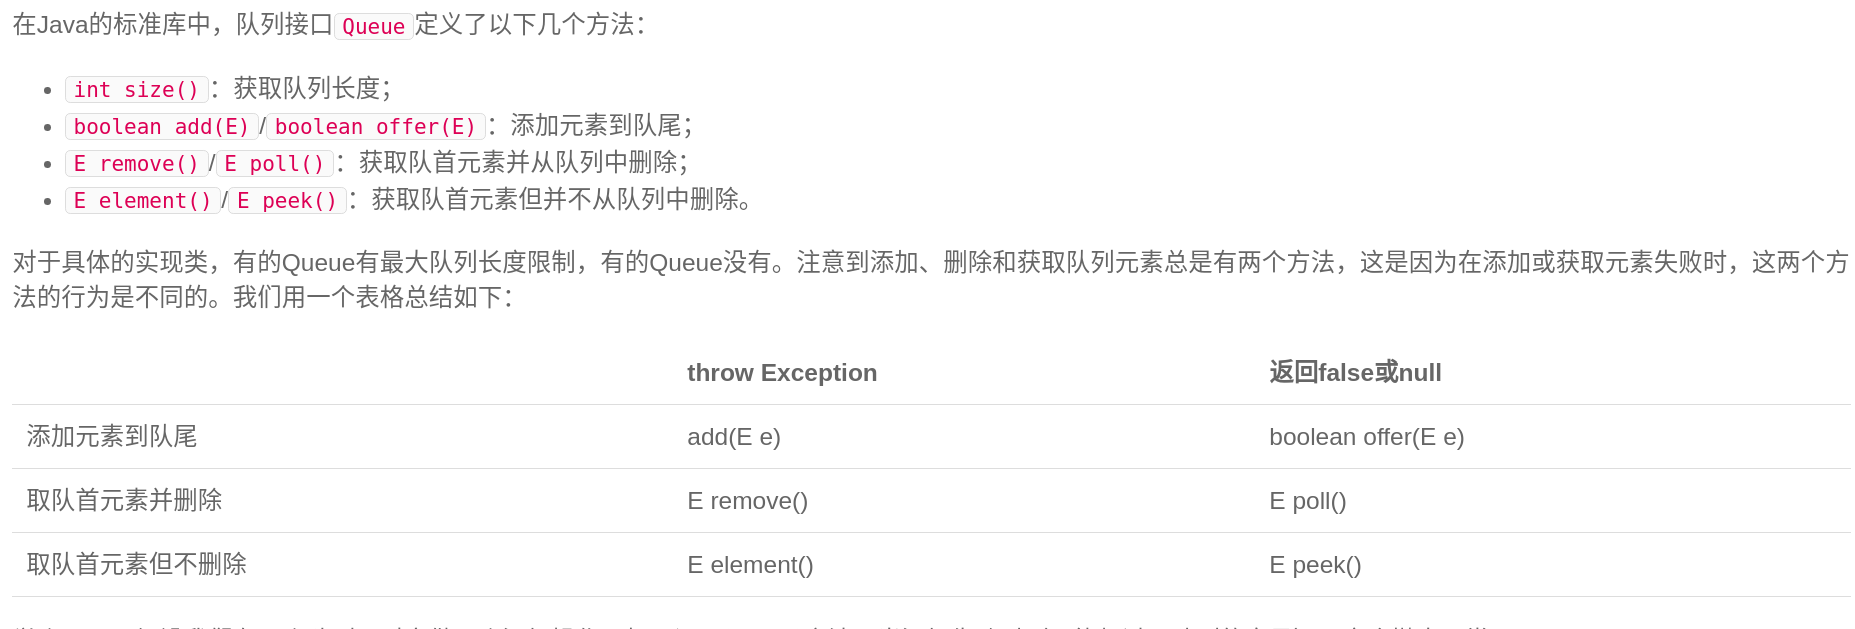 在Java的标准库中，队列接口Queue定义了以下几个方法：
int size()：获取队列长度；
boolean add(E)/boolean offer(E)：添加元素到队尾；
E remove()/E poll()：获取队首元素并从队列中删除；
E element()/E peek()：获取队首元素但并不从队列中删除。
对于具体的实现类，有的Queue有最大队列长度限制，有的Queue没有。注意到添加、删除和获取队列元素总是有两个方法，这是因为在添加或获取元素失败时，这两个方
法的行为是不同的。我们用一个表格总结如下：
throw Exception 返回false或null
添加元素到队尾 add(E e) boolean offer(E e)
取队首元素并删除 E remove() E poll()
取队首元素但不删除 E element() E peek()